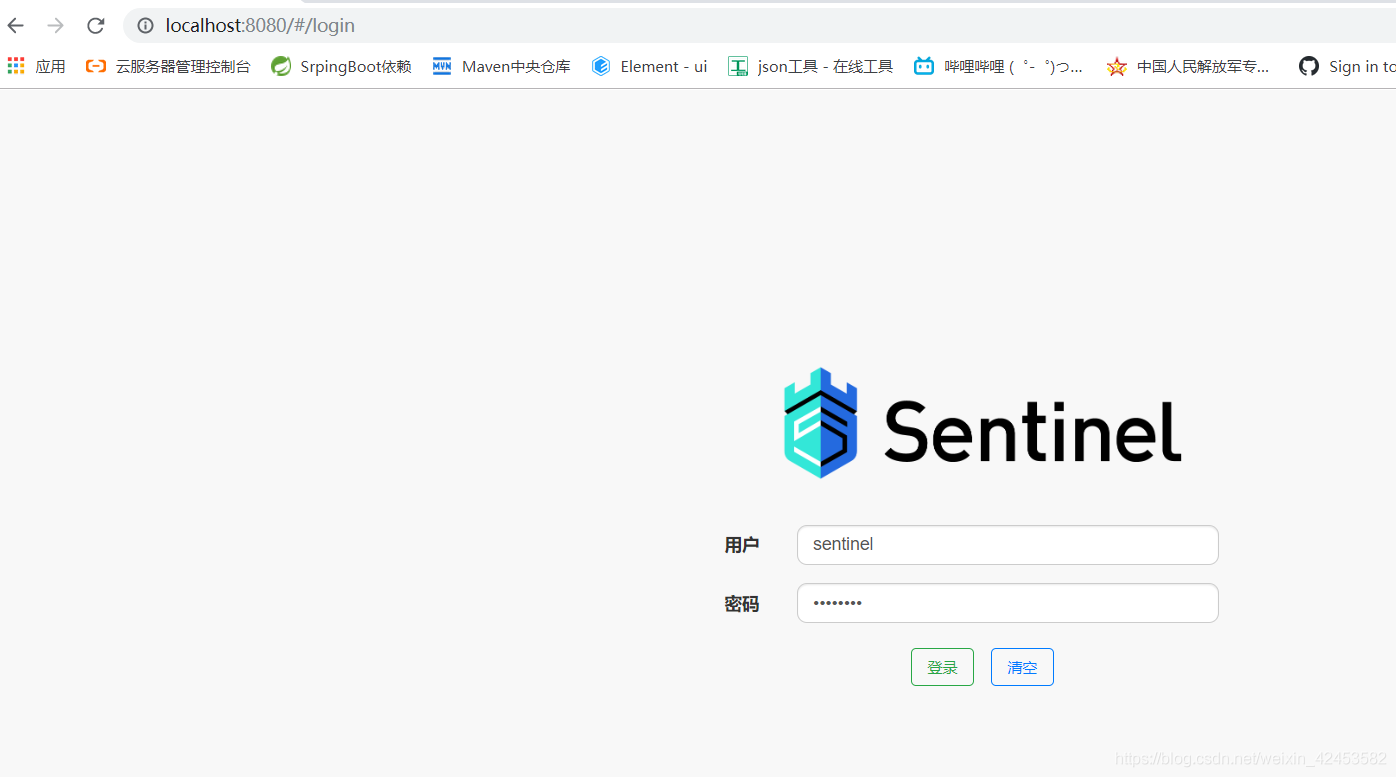 localhost:8080/#/login
应用 云服务器管理控制台 SrpingBoot依赖 MVN Maven中央仓库 Element - ui json工具 - 在线工具 哔哩哔哩 ( ゜- ゜)つ... 中国人民解放军专... Sign in to
Sentinel
用户 sentinel
密码 ••••••••
登录 清空
https://blog.csdn.net/weixin_42453582